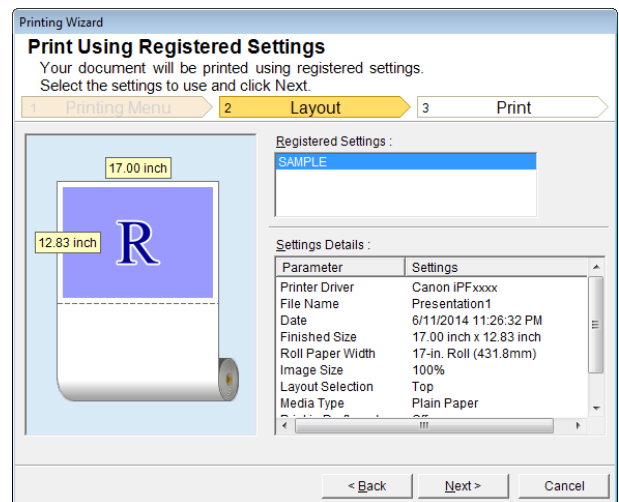 Printing Wizard
Print Using Registered Settings
Your document will be printed using registered settings.
Select the settings to use and click Next.
1 Printing Menu 2 Layout 3 Print
17.00 inch
12.83 inch
R
Registered Settings :
SAMPLE
Settings Details :
Parameter Settings
Printer Driver Canon iPFxxxx
File Name Presentation1
Date 6/11/2014 11:26:32 PM
Finished Size 17.00 inch x 12.83 inch
Roll Paper Width 17-in. Roll (431.8mm)
Image Size 100%
Layout Selection Top
Media Type Plain Paper
< Back Next > Cancel